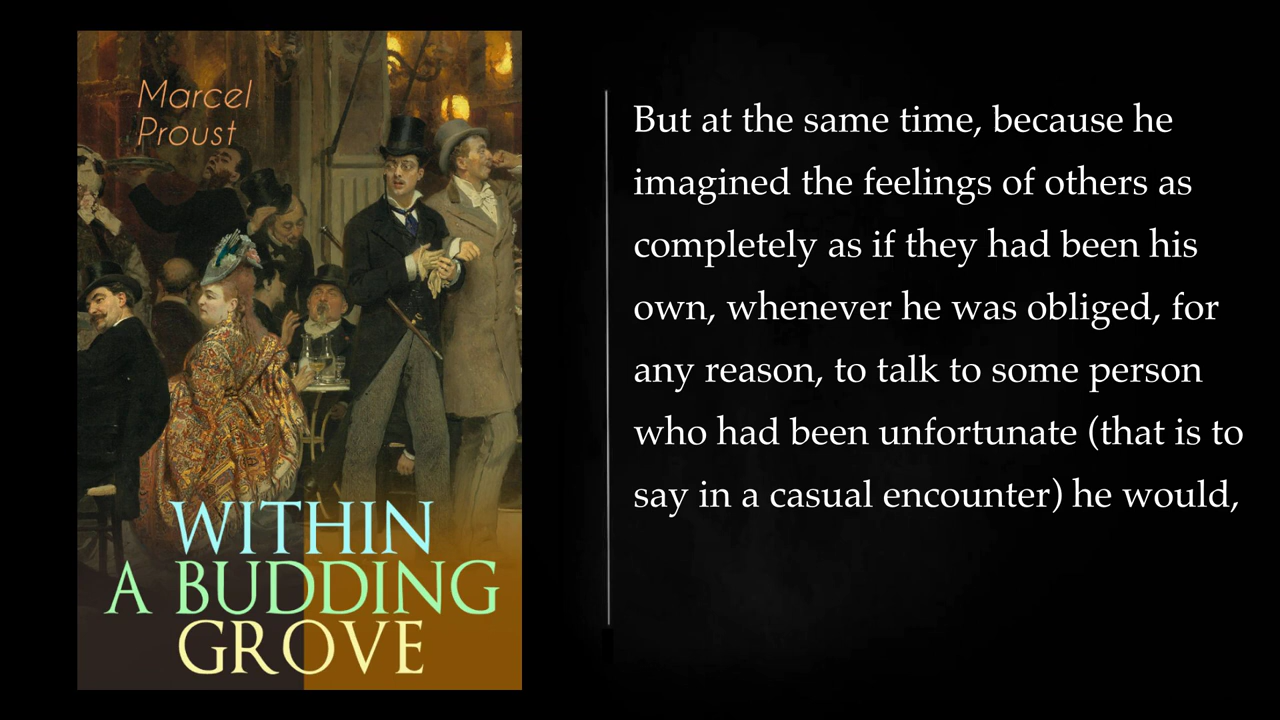 Marcel
Proust
WITHIN
A BUDDING
GROVE
But at the same time, because he
imagined the feelings of others as
completely as if they had been his
own, whenever he was obliged, for
any reason, to talk to some person
who had been unfortunate (that is to
say in a casual encounter) he would,